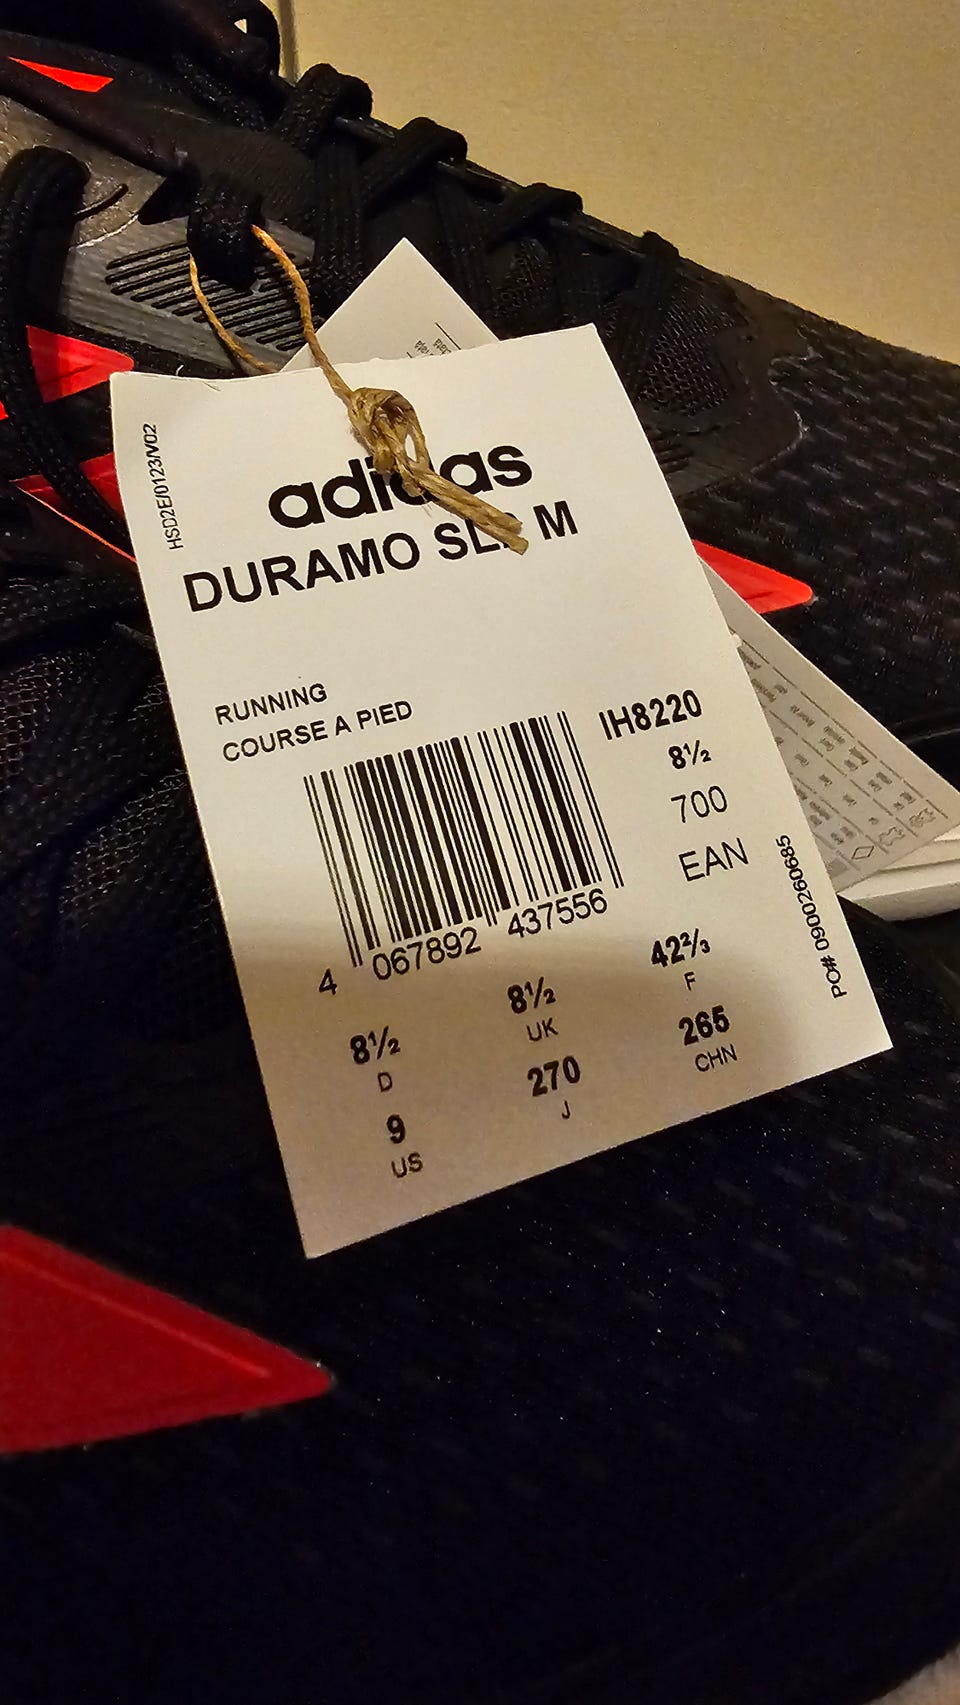 HSD2E/0123/V02
adidas
DURAMO M
RUNNING
COURSE A PIED
IH8220
8½
700
EAN
4 067892 437556
PO# 0900260685
8½ 8½ 42⅔
D UK F
9 270 265
US J CHN